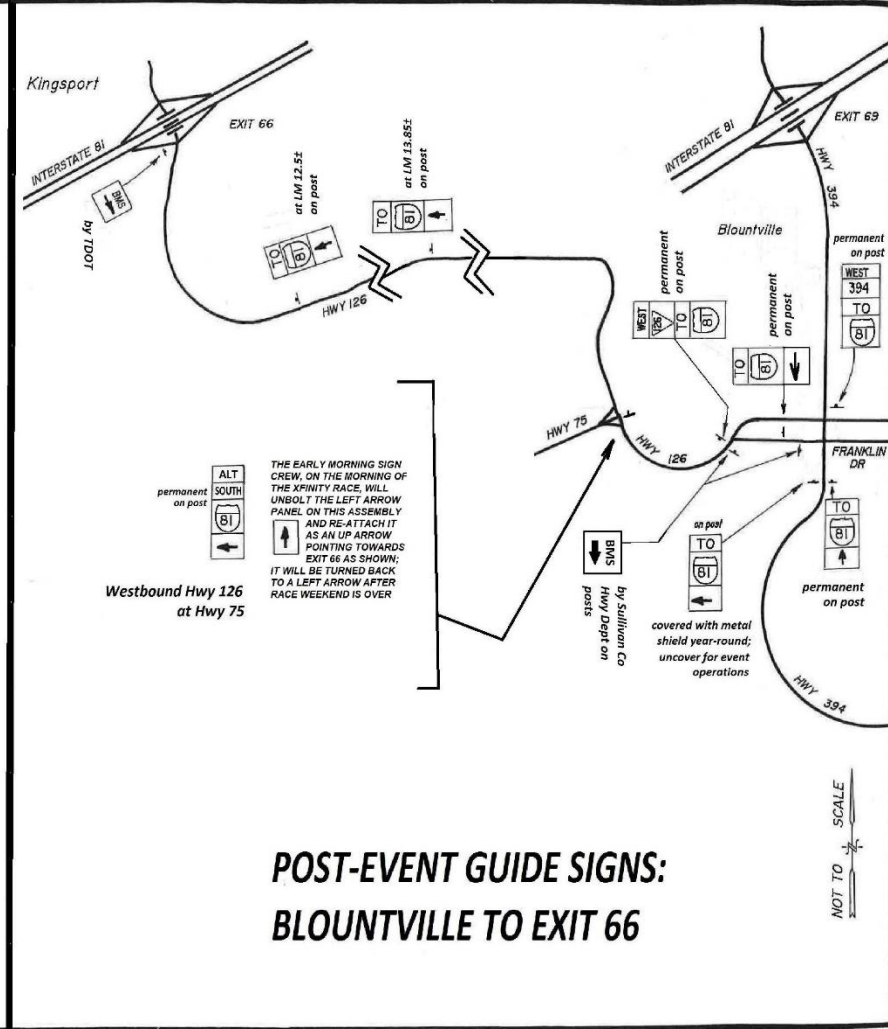 Kingsport
INTERSTATE 81
EXIT 66
BMS
by TDOT
at LM 12.5±
on post
TO
81
at LM 13.85±
on post
TO
81
HWY 126
INTERSTATE 81
EXIT 69
HWY
394
Blountville
permanent
on post
WEST
394
TO
81
permanent
on post
WEST
126
TO
81
permanent
on post
TO
81
HWY 75
HWY
126
FRANKLIN
DR
permanent
on post
ALT
SOUTH
81
Westbound Hwy 126
at Hwy 75
THE EARLY MORNING SIGN
CREW, ON THE MORNING OF
THE XFINITY RACE, WILL
UNBOLT THE LEFT ARROW
PANEL ON THIS ASSEMBLY
AND RE-ATTACH IT
AS AN UP ARROW
POINTING TOWARDS
EXIT 66 AS SHOWN;
IT WILL BE TURNED BACK
TO A LEFT ARROW AFTER
RACE WEEKEND IS OVER
BMS
by Sullivan Co
Hwy Dept on
posts
on post
TO
81
covered with metal
shield year-round;
uncover for event
operations
TO
81
permanent
on post
HWY 394
NOT TO SCALE
N
POST-EVENT GUIDE SIGNS:
BLOUNTVILLE TO EXIT 66